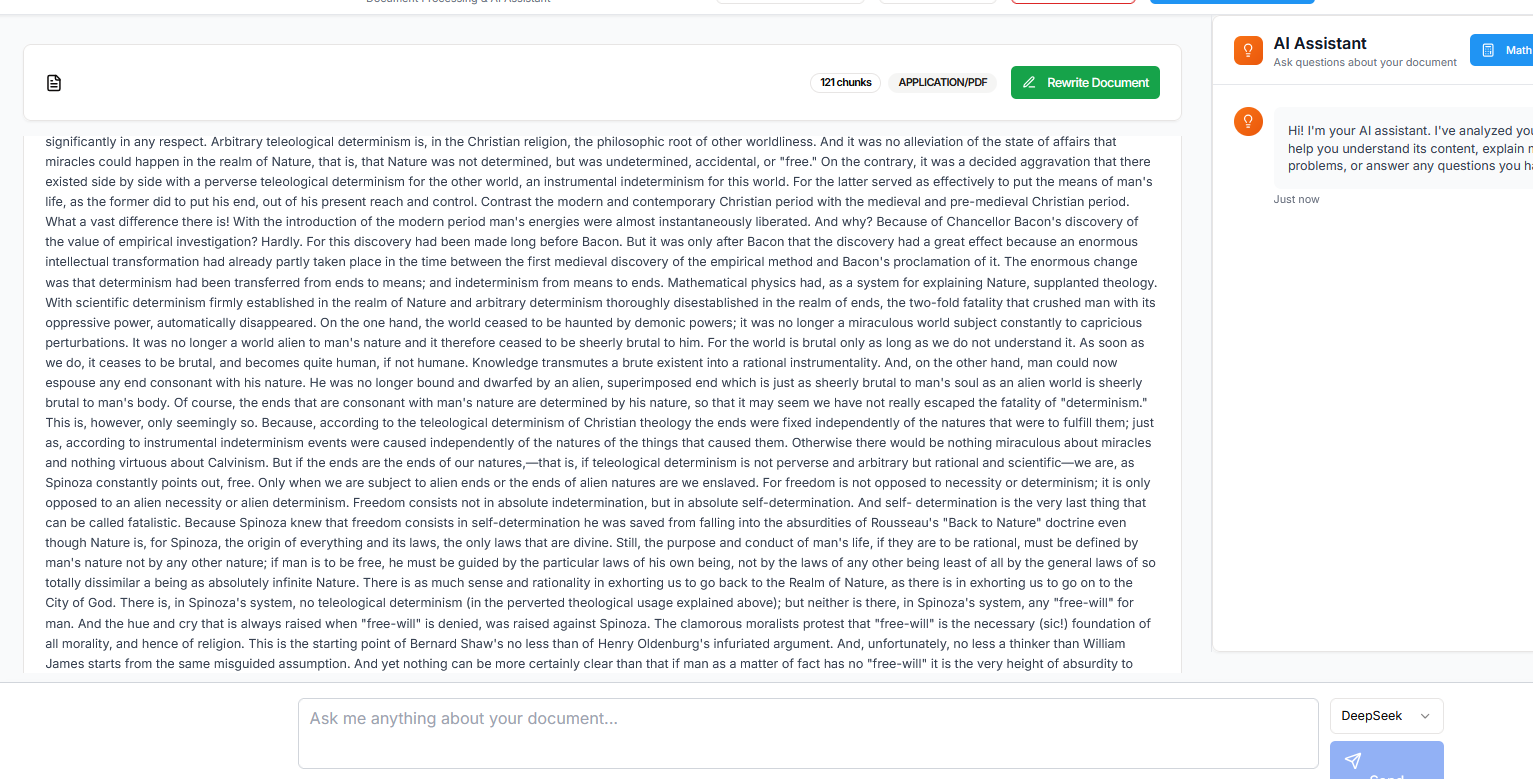 Document Processing & AI Assistant
AI Assistant
Ask questions about your document
Math
121 chunks
APPLICATION/PDF
Rewrite Document
significantly in any respect. Arbitrary teleological determinism is, in the Christian religion, the philosophic root of other worldliness. And it was no alleviation of the state of affairs that
miracles could happen in the realm of Nature, that is, that Nature was not determined, but was undetermined, accidental, or "free." On the contrary, it was a decided aggravation that there
existed side by side with a perverse teleological determinism for the other world, an instrumental indeterminism for this world. For the latter served as effectively to put the means of man's
life, as the former did to put his end, out of his present reach and control. Contrast the modern and contemporary Christian period with the medieval and pre-medieval Christian period.
What a vast difference there is! With the introduction of the modern period man's energies were almost instantaneously liberated. And why? Because of Chancellor Bacon's discovery of
the value of empirical investigation? Hardly. For this discovery had been made long before Bacon. But it was only after Bacon that the discovery had a great effect because an enormous
intellectual transformation had already partly taken place in the time between the first medieval discovery of the empirical method and Bacon's proclamation of it. The enormous change
was that determinism had been transferred from ends to means; and indeterminism from means to ends. Mathematical physics had, as a system for explaining Nature, supplanted theology.
With scientific determinism firmly established in the realm of Nature and arbitrary determinism thoroughly disestablished in the realm of ends, the two-fold fatality that crushed man with its
oppressive power, automatically disappeared. On the one hand, the world ceased to be haunted by demonic powers; it was no longer a miraculous world subject constantly to capricious
perturbations. It was no longer a world alien to man's nature and it therefore ceased to be sheerly brutal to him. For the world is brutal only as long as we do not understand it. As soon as
we do, it ceases to be brutal, and becomes quite human, if not humane. Knowledge transmutes a brute existent into a rational instrumentality. And, on the other hand, man could now
espouse any end consonant with his nature. He was no longer bound and dwarfed by an alien, superimposed end which is just as sheerly brutal to man's soul as an alien world is sheerly
brutal to man's body. Of course, the ends that are consonant with man's nature are determined by his nature, so that it may seem we have not really escaped the fatality of "determinism."
This is, however, only seemingly so. Because, according to the teleological determinism of Christian theology the ends were fixed independently of the natures that were to fulfill them; just
as, according to instrumental indeterminism events were caused independently of the natures of the things that caused them. Otherwise there would be nothing miraculous about miracles
and nothing virtuous about Calvinism. But if the ends are the ends of our natures,—that is, if teleological determinism is not perverse and arbitrary but rational and scientific—we are, as
Spinoza constantly points out, free. Only when we are subject to alien ends or the ends of alien natures are we enslaved. For freedom is not opposed to necessity or determinism; it is only
opposed to an alien necessity or alien determinism. Freedom consists not in absolute indetermination, but in absolute self-determination. And self- determination is the very last thing that
can be called fatalistic. Because Spinoza knew that freedom consists in self-determination he was saved from falling into the absurdities of Rousseau's "Back to Nature" doctrine even
though Nature is, for Spinoza, the origin of everything and its laws, the only laws that are divine. Still, the purpose and conduct of man's life, if they are to be rational, must be defined by
man's nature not by any other nature; if man is to be free, he must be guided by the particular laws of his own being, not by the laws of any other being least of all by the general laws of so
totally dissimilar a being as absolutely infinite Nature. There is as much sense and rationality in exhorting us to go back to the Realm of Nature, as there is in exhorting us to go on to the
City of God. There is, in Spinoza's system, no teleological determinism (in the perverted theological usage explained above); but neither is there, in Spinoza's system, any "free-will" for
man. And the hue and cry that is always raised when "free-will" is denied, was raised against Spinoza. The clamorous moralists protest that "free-will" is the necessary (sic!) foundation of
all morality, and hence of religion. This is the starting point of Bernard Shaw's no less than of Henry Oldenburg's infuriated argument. And, unfortunately, no less a thinker than William
James starts from the same misguided assumption. And yet nothing can be more certainly clear than that if man as a matter of fact has no "free-will" it is the very height of absurdity to
Hi! I'm your AI assistant. I've analyzed
help you understand its content, explain
problems, or answer any questions you
Just now
Ask me anything about your document...
DeepSeek
Send